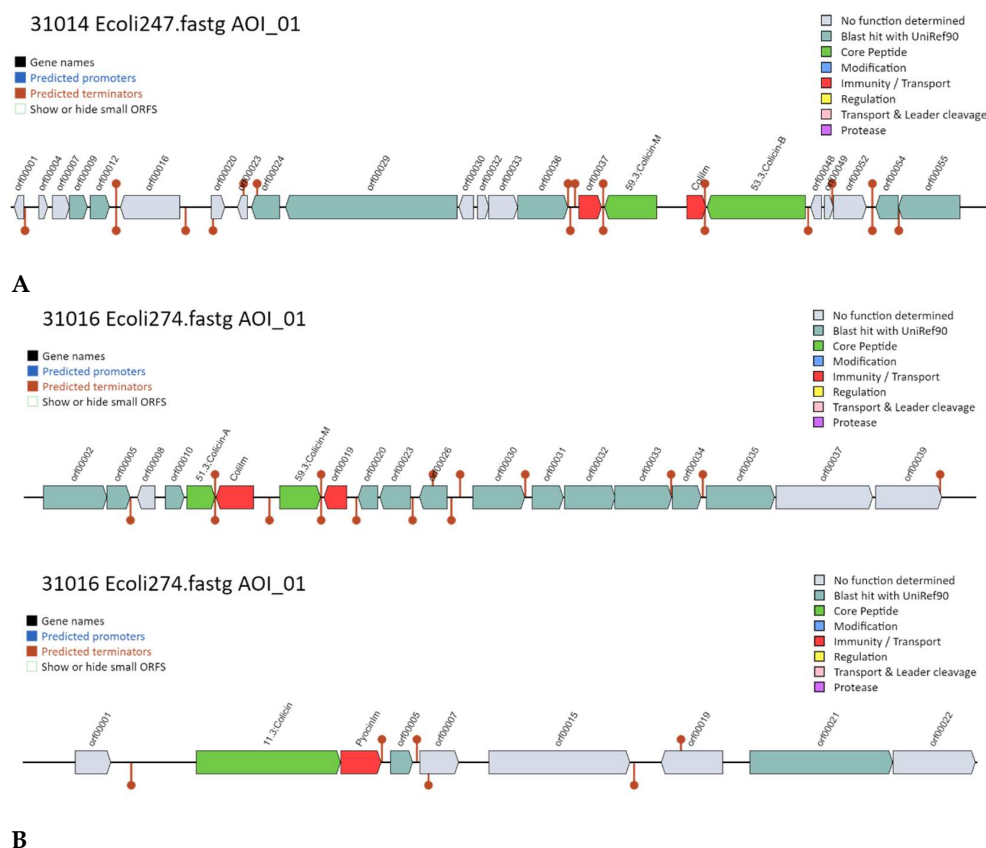 31014 Ecoli247.fastg AOI_01
Gene names
Predicted promoters
Predicted terminators
Show or hide small ORFS
No function determined
Blast hit with UniRef90
Core Peptide
Modification
Immunity / Transport
Regulation
Transport & Leader cleavage
Protease
orf00001
orf00004
orf00007
orf00009
orf00012
orf00016
orf00020
orf00023
orf00024
orf00029
orf00030
orf00032
orf00033
orf00036
orf00037
59.3;Colicin-M
ColiIm
53.3;Colicin-B
orf00048
orf00049
orf00052
orf00054
orf00055
A
31016 Ecoli274.fastg AOI_01
Gene names
Predicted promoters
Predicted terminators
Show or hide small ORFS
No function determined
Blast hit with UniRef90
Core Peptide
Modification
Immunity / Transport
Regulation
Transport & Leader cleavage
Protease
orf00002
orf00005
orf00008
orf00010
51.3;Colicin-A
ColiIm
59.3;Colicin-M
orf00019
orf00020
orf00023
orf00026
orf00030
orf00031
orf00032
orf00033
orf00034
orf00035
orf00037
orf00039
31016 Ecoli274.fastg AOI_01
Gene names
Predicted promoters
Predicted terminators
Show or hide small ORFS
No function determined
Blast hit with UniRef90
Core Peptide
Modification
Immunity / Transport
Regulation
Transport & Leader cleavage
Protease
orf00001
11.3;Colicin
PyocinIm
orf00005
orf00007
orf00015
orf00019
orf00021
orf00022
B